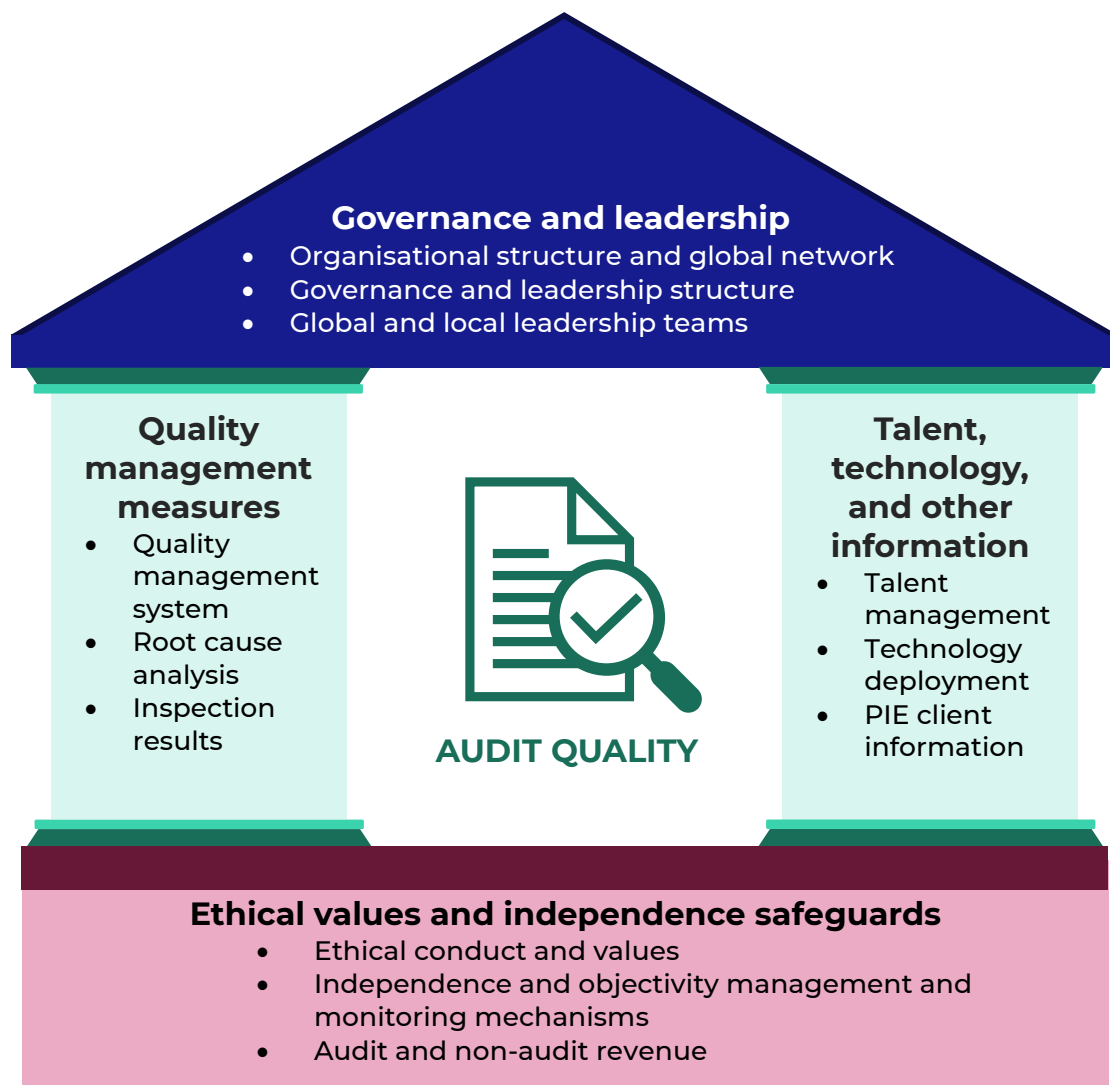 Governance and leadership
• Organisational structure and global network
• Governance and leadership structure
• Global and local leadership teams
Quality
management
measures
• Quality
management
system
• Root cause
analysis
• Inspection
results
AUDIT QUALITY
Talent,
technology,
and other
information
• Talent
management
• Technology
deployment
• PIE client
information
Ethical values and independence safeguards
• Ethical conduct and values
• Independence and objectivity management and
monitoring mechanisms
• Audit and non-audit revenue